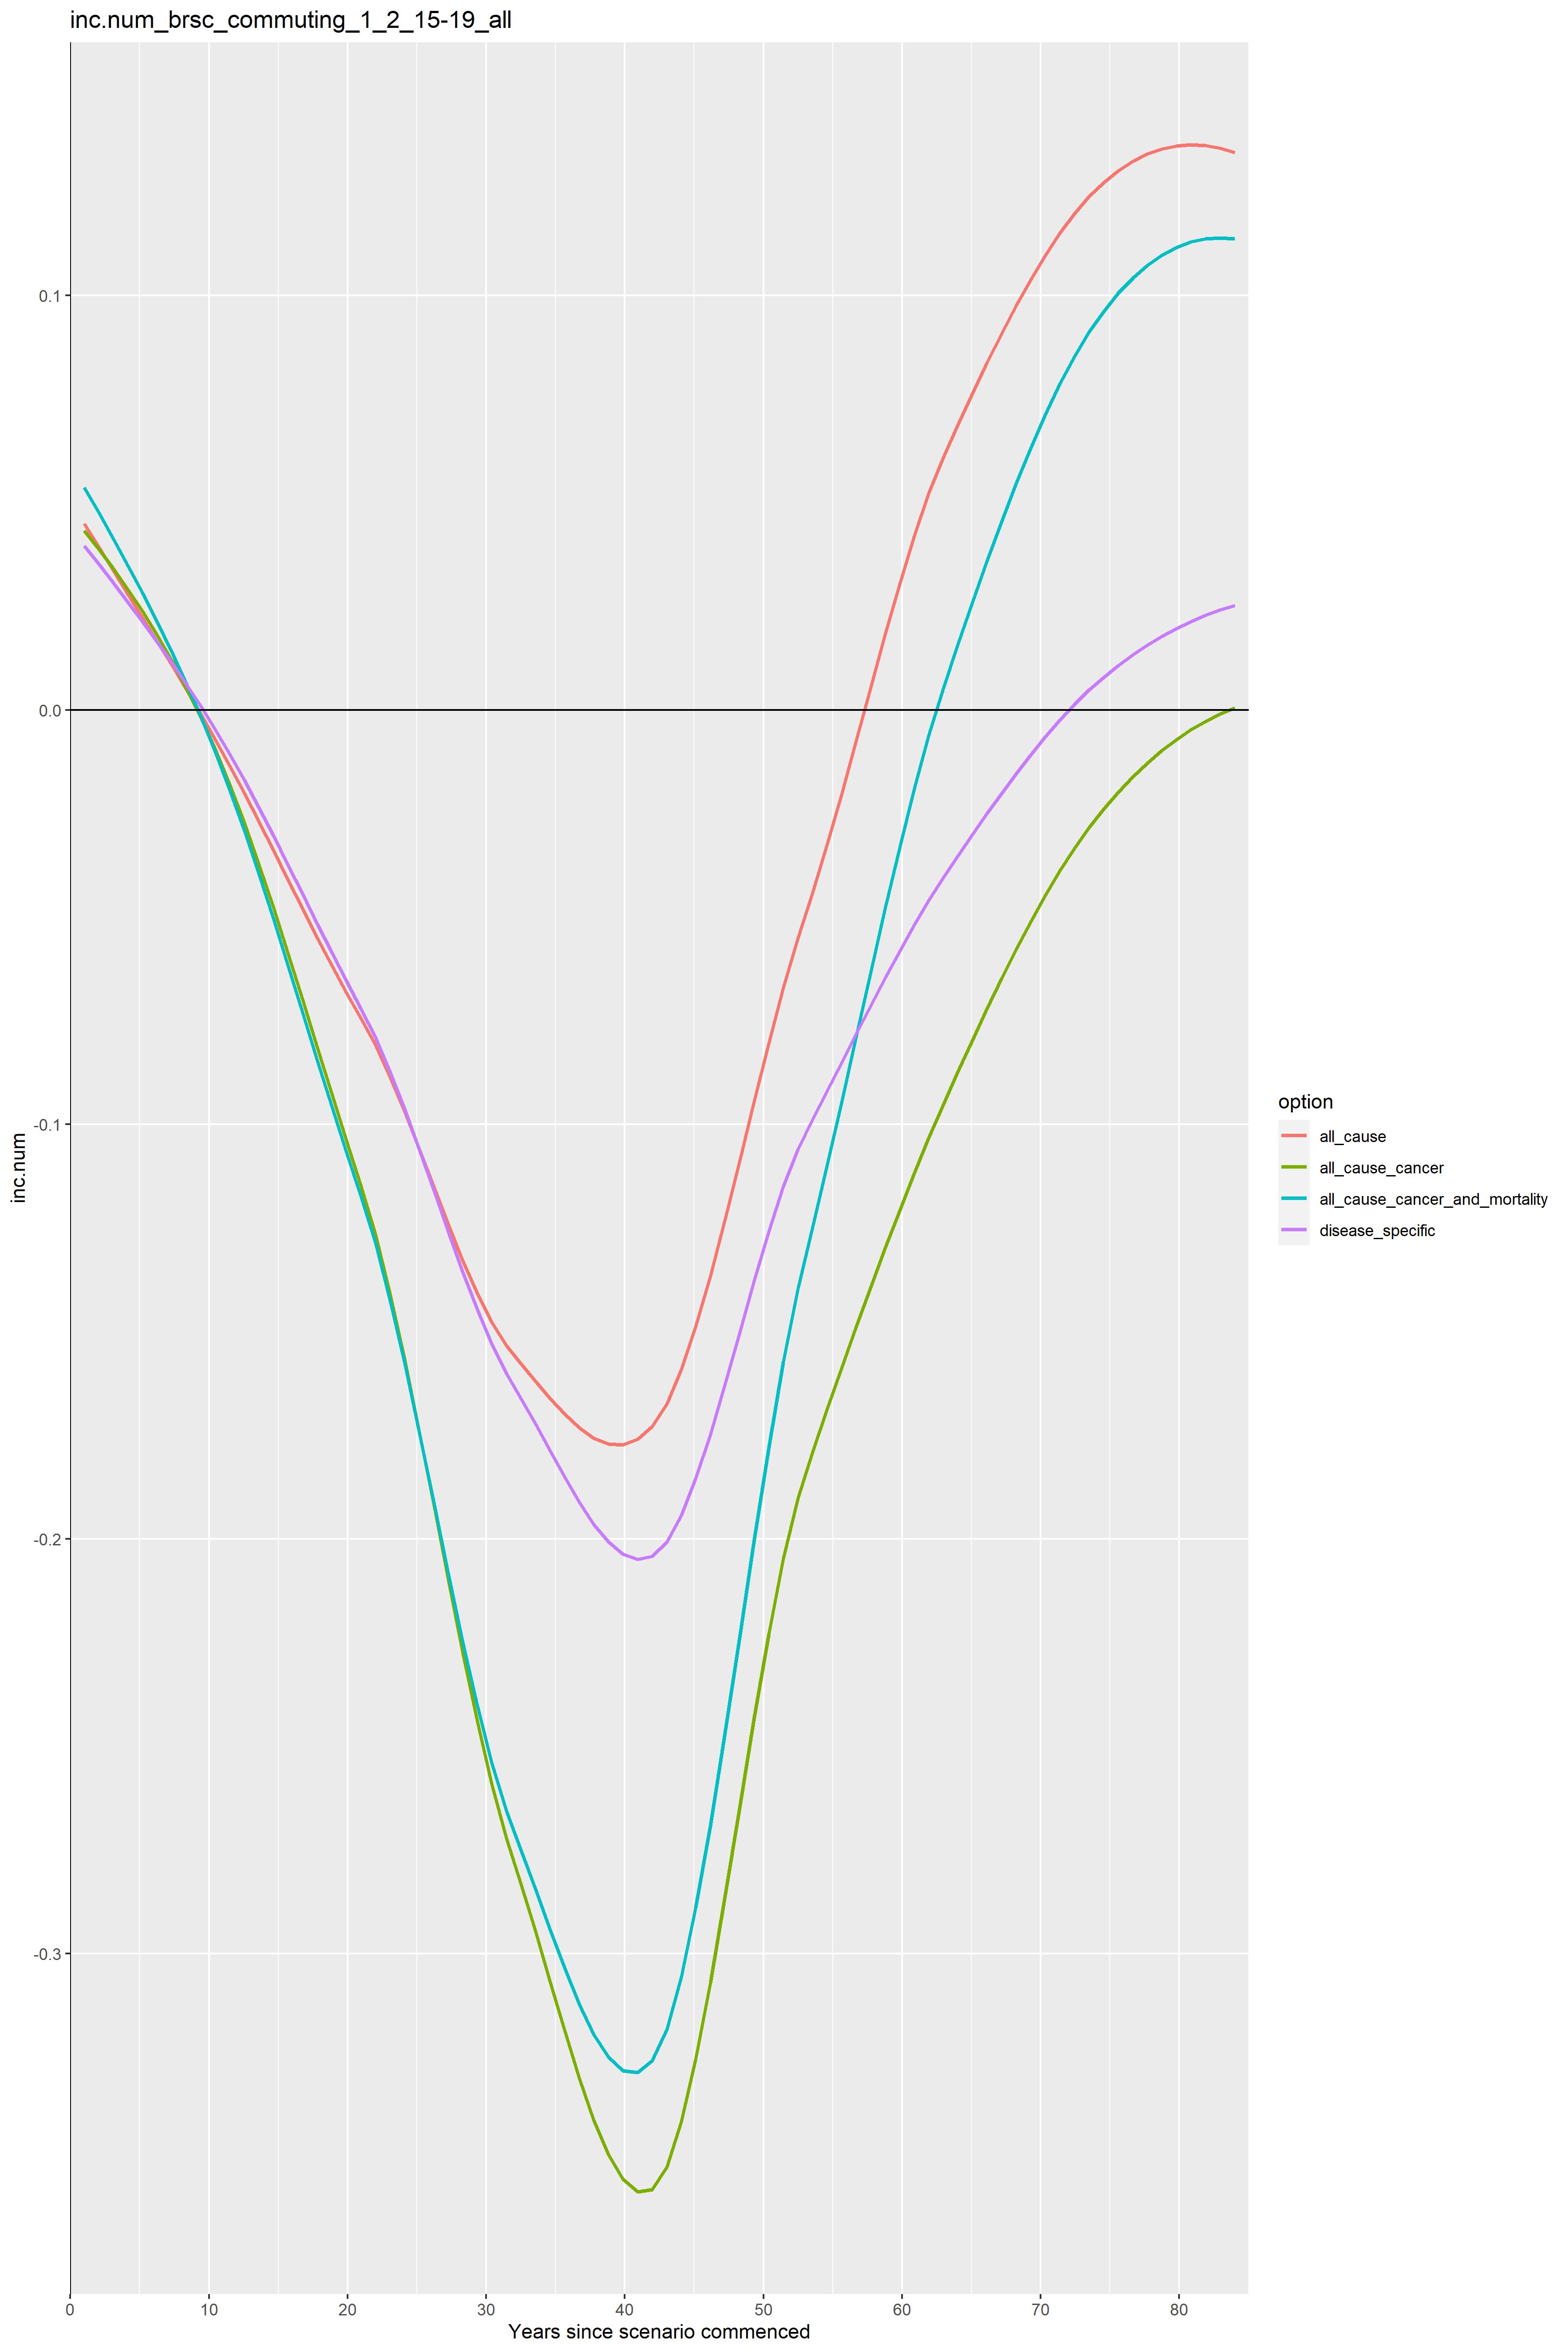 inc.num_brsc_commuting_1_2_15-19_all
0.1
0.0
-0.1
-0.2
-0.3
inc.num
0 10 20 30 40 50 60 70 80
Years since scenario commenced
option
all_cause
all_cause_cancer
all_cause_cancer_and_mortality
disease_specific